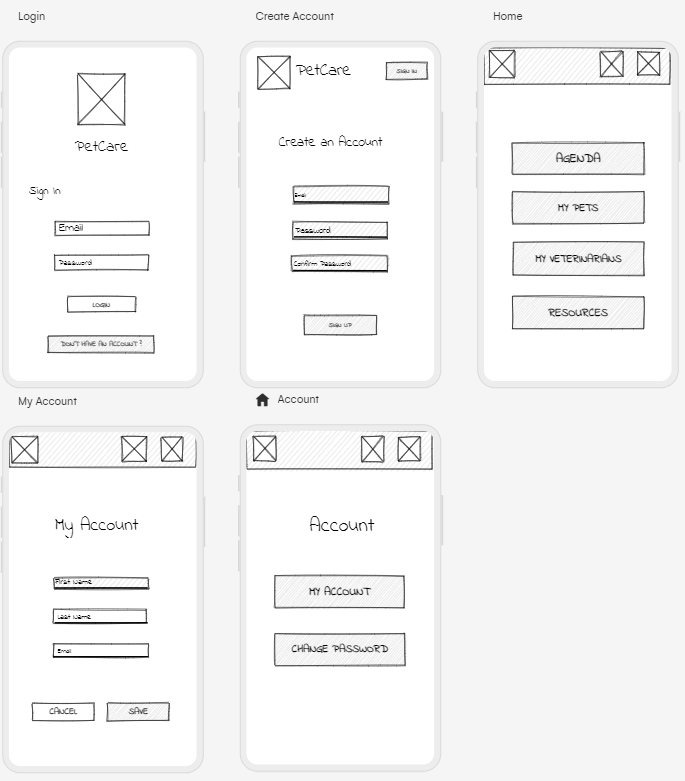 Login
PetCare
Sign In
Email
Password
LOGIN
DON'T HAVE AN ACCOUNT?
Create Account
PetCare
SIGN IN
Create an Account
Email
Password
Confirm Password
SIGN UP
Home
AGENDA
MY PETS
MY VETERINARIANS
RESOURCES
My Account
My Account
First Name
Last Name
Email
CANCEL
SAVE
Account
Account
MY ACCOUNT
CHANGE PASSWORD